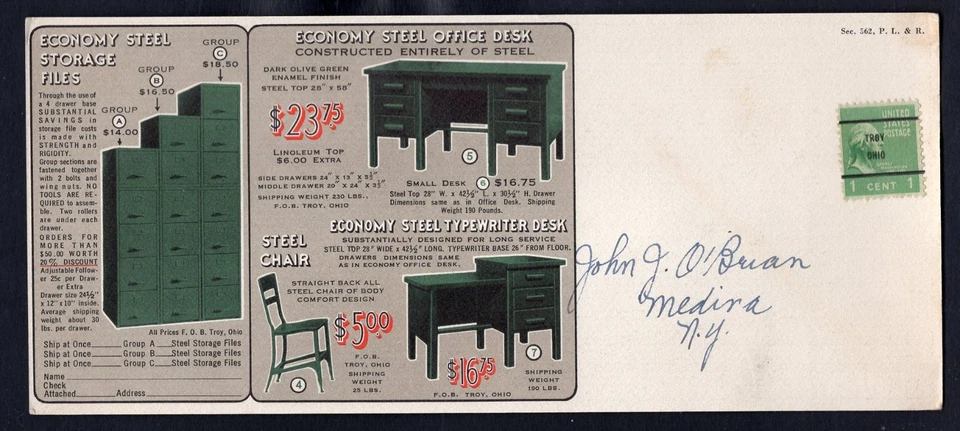 ECONOMY STEEL
STORAGE
FILES
Through the use of
a 4 drawer base
SUBSTANTIAL
SAVINGS in
storage file costs
is made with
STRENGTH and
RIGIDITY.
Group sections are
fastened together
with 2 bolts and
wing nuts. NO
TOOLS ARE RE-
QUIRED to assem-
ble. Two rollers
are under each
drawer.
ORDERS FOR
MORE THAN
$50.00 WORTH
20% DISCOUNT
Adjustable Follow-
er 25c per Draw-
er Extra
Drawer size 24½"
x 12" x 10" inside.
Average shipping
weight about 30
lbs. per drawer.
GROUP
A
$14.00
GROUP
B
$16.50
GROUP
C
$18.50
All Prices F. O. B. Troy, Ohio
Ship at Once Group A Steel Storage Files
Ship at Once Group B Steel Storage Files
Ship at Once Group C Steel Storage Files
Name
Check
Attached Address
ECONOMY STEEL OFFICE DESK
CONSTRUCTED ENTIRELY OF STEEL
DARK OLIVE GREEN
ENAMEL FINISH
STEEL TOP 28" x 58"
$23.75
LINOLEUM TOP
$6.00 EXTRA
SIDE DRAWERS 24" X 13" X 5½"
MIDDLE DRAWER 20" X 24" X 3½"
SHIPPING WEIGHT 230 LBS..
F.O.B. TROY, OHIO
5
SMALL DESK 6 $16.75
Steel Top 28" W. x 42½" L. x 30½" H. Drawer
Dimensions same as in Office Desk. Shipping
Weight 190 Pounds.
ECONOMY STEEL TYPEWRITER DESK
SUBSTANTIALLY DESIGNED FOR LONG SERVICE
STEEL TOP 28" WIDE x 42½" LONG. TYPEWRITER BASE 26" FROM FLOOR.
DRAWERS DIMENSIONS SAME
AS IN ECONOMY OFFICE DESK.
STEEL
CHAIR
STRAIGHT BACK ALL
STEEL CHAIR OF BODY
COMFORT DESIGN
$5.00
F.O.B.
TROY, OHIO
SHIPPING
WEIGHT
25 LBS.
4
$16.75
F.O.B. TROY, OHIO
7
SHIPPING
WEIGHT
190 LBS.
Sec. 562, P. L. & R.
UNITED
STATES
POSTAGE
TROY
OHIO
1 CENT 1
John J. O'Brian
Medina
N.Y.